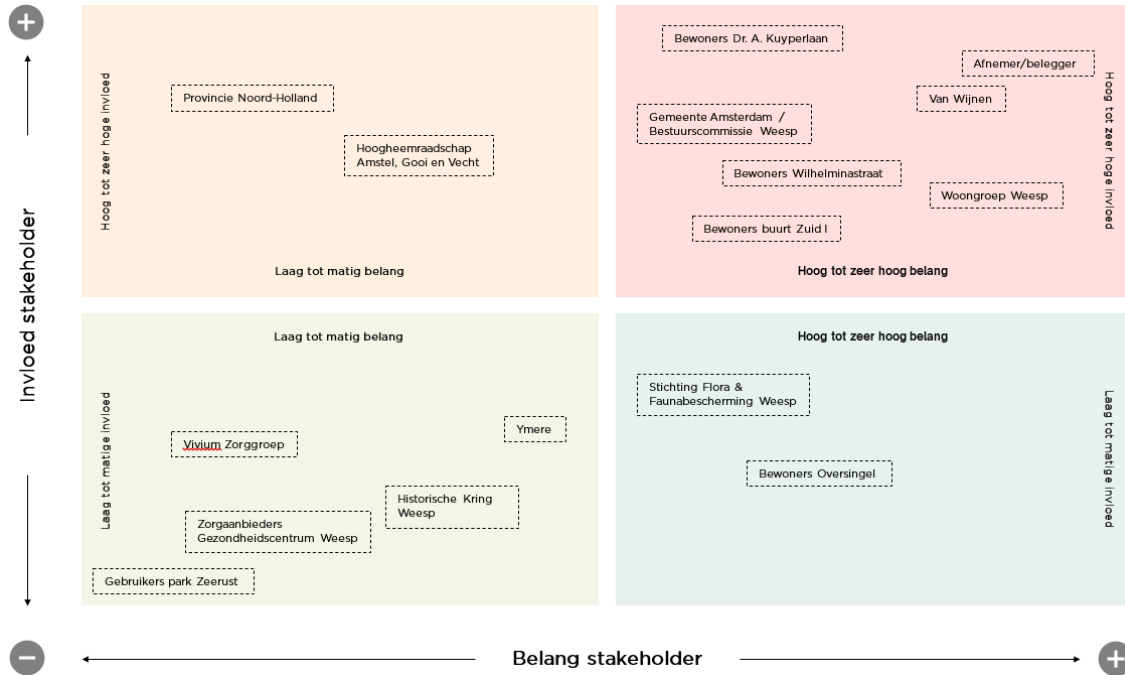 +
Invloed stakeholder
Hoog tot zeer hoge invloed
Provincie Noord-Holland
Hoogheemraadschap
Amstel, Gooi en Vecht
Laag tot matig belang
Bewoners Dr. A. Kuyperlaan
Afnemer/belegger
Van Wijnen
Gemeente Amsterdam /
Bestuurscommissie Weesp
Bewoners Wilhelminastraat
Woongroep Weesp
Bewoners buurt Zuid I
Hoog tot zeer hoog belang
Hoog tot zeer hoge invloed
Laag tot matig belang
Laag tot matige invloed
Ymere
Vivium Zorggroep
Historische Kring
Weesp
Zorgaanbieders
Gezondheidscentrum Weesp
Gebruikers park Zeerust
Hoog tot zeer hoog belang
Stichting Flora &
Faunabescherming Weesp
Bewoners Oversingel
Laag tot matige invloed
−
Belang stakeholder
+